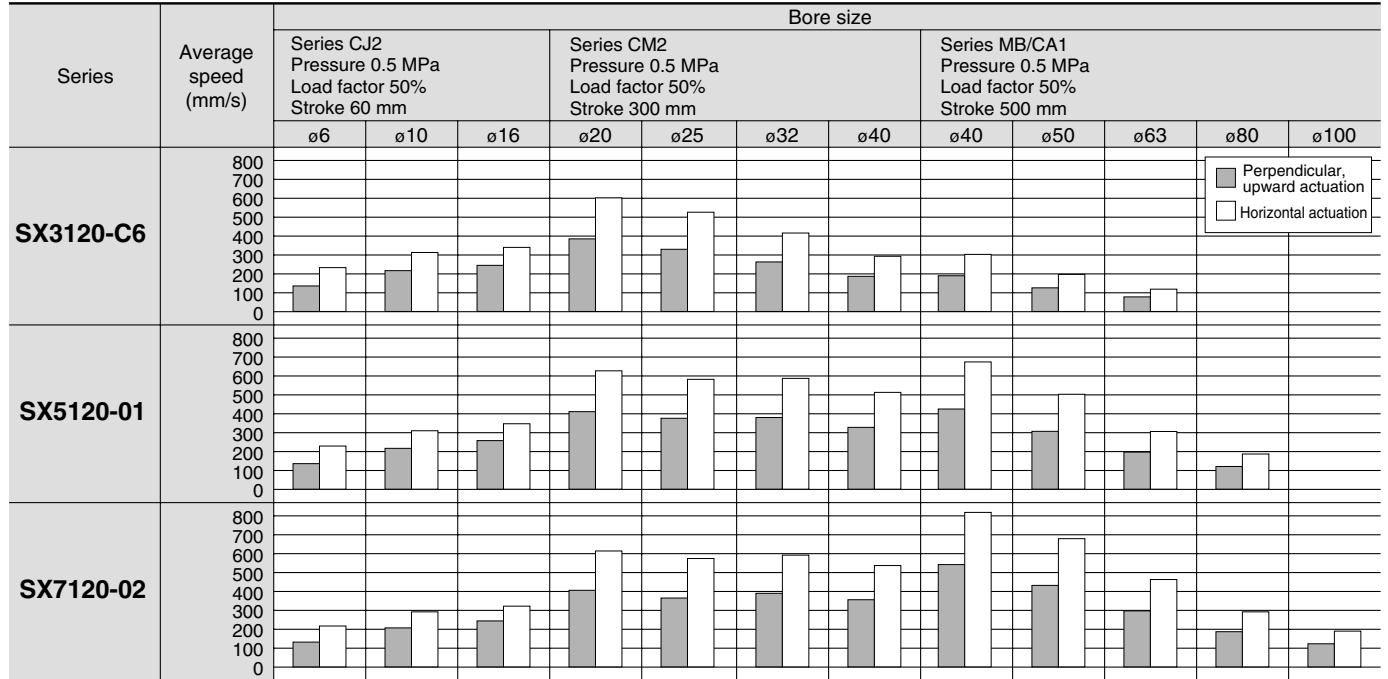 Bore size
Series
Average
speed
(mm/s)
Series CJ2
Pressure 0.5 MPa
Load factor 50%
Stroke 60 mm
Series CM2
Pressure 0.5 MPa
Load factor 50%
Stroke 300 mm
Series MB/CA1
Pressure 0.5 MPa
Load factor 50%
Stroke 500 mm
ø6 ø10 ø16 ø20 ø25 ø32 ø40 ø40 ø50 ø63 ø80 ø100
SX3120-C6
800
700
600
500
400
300
200
100
0
Perpendicular,
upward actuation
Horizontal actuation
SX5120-01
800
700
600
500
400
300
200
100
0
SX7120-02
800
700
600
500
400
300
200
100
0